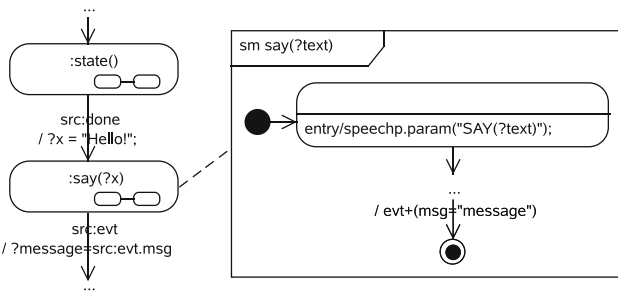 ...
:state()
src:done
/ ?x = "Hello!";
:say(?x)
src:evt
/ ?message=src:evt.msg
...
sm say(?text)
entry/speechp.param("SAY(?text)");
...
/ evt+(msg="message")